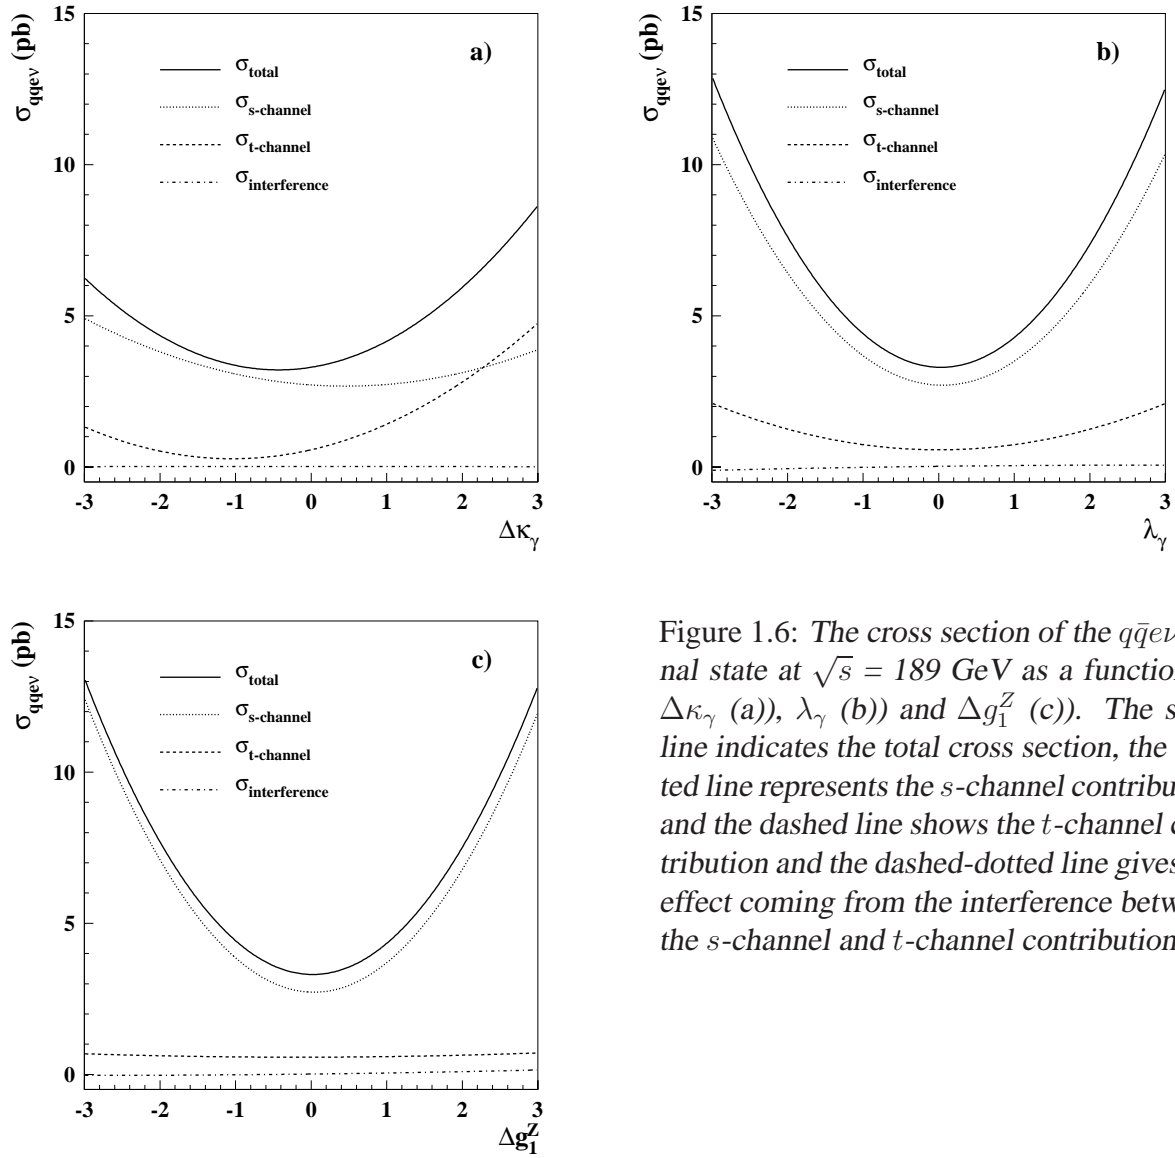 σqqeν (pb)
15
10
5
0
a)
σtotal
σs-channel
σt-channel
σinterference
-3 -2 -1 0 1 2 3
Δκγ
σqqeν (pb)
15
10
5
0
b)
σtotal
σs-channel
σt-channel
σinterference
-3 -2 -1 0 1 2 3
λγ
σqqeν (pb)
15
10
5
0
c)
σtotal
σs-channel
σt-channel
σinterference
-3 -2 -1 0 1 2 3
Δg₁ᶻ
Figure 1.6: The cross section of the qq̄eν
nal state at √s = 189 GeV as a function
Δκγ (a)), λγ (b)) and Δg₁ᶻ (c)). The s
line indicates the total cross section, the
ted line represents the s-channel contribu
and the dashed line shows the t-channel
tribution and the dashed-dotted line gives
effect coming from the interference betw
the s-channel and t-channel contribution